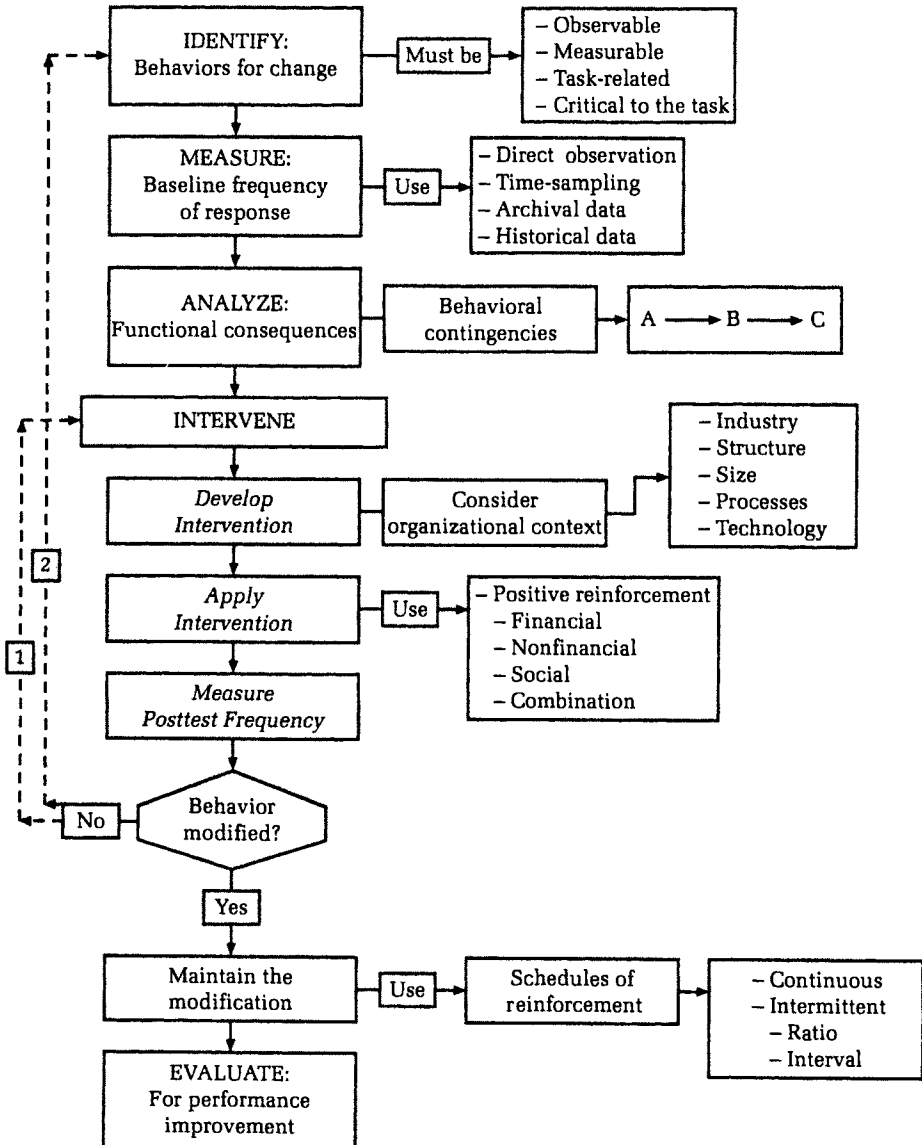 IDENTIFY:
Behaviors for change
Must be
– Observable
– Measurable
– Task-related
– Critical to the task
MEASURE:
Baseline frequency
of response
Use
– Direct observation
– Time-sampling
– Archival data
– Historical data
ANALYZE:
Functional consequences
Behavioral
contingencies
A B C
INTERVENE
Develop
Intervention
Consider
organizational context
– Industry
– Structure
– Size
– Processes
– Technology
2
1
Apply
Intervention
Use
– Positive reinforcement
– Financial
– Nonfinancial
– Social
– Combination
Measure
Posttest Frequency
Behavior
modified?
No
Yes
Maintain the
modification
Use
Schedules of
reinforcement
– Continuous
– Intermittent
– Ratio
– Interval
EVALUATE:
For performance
improvement